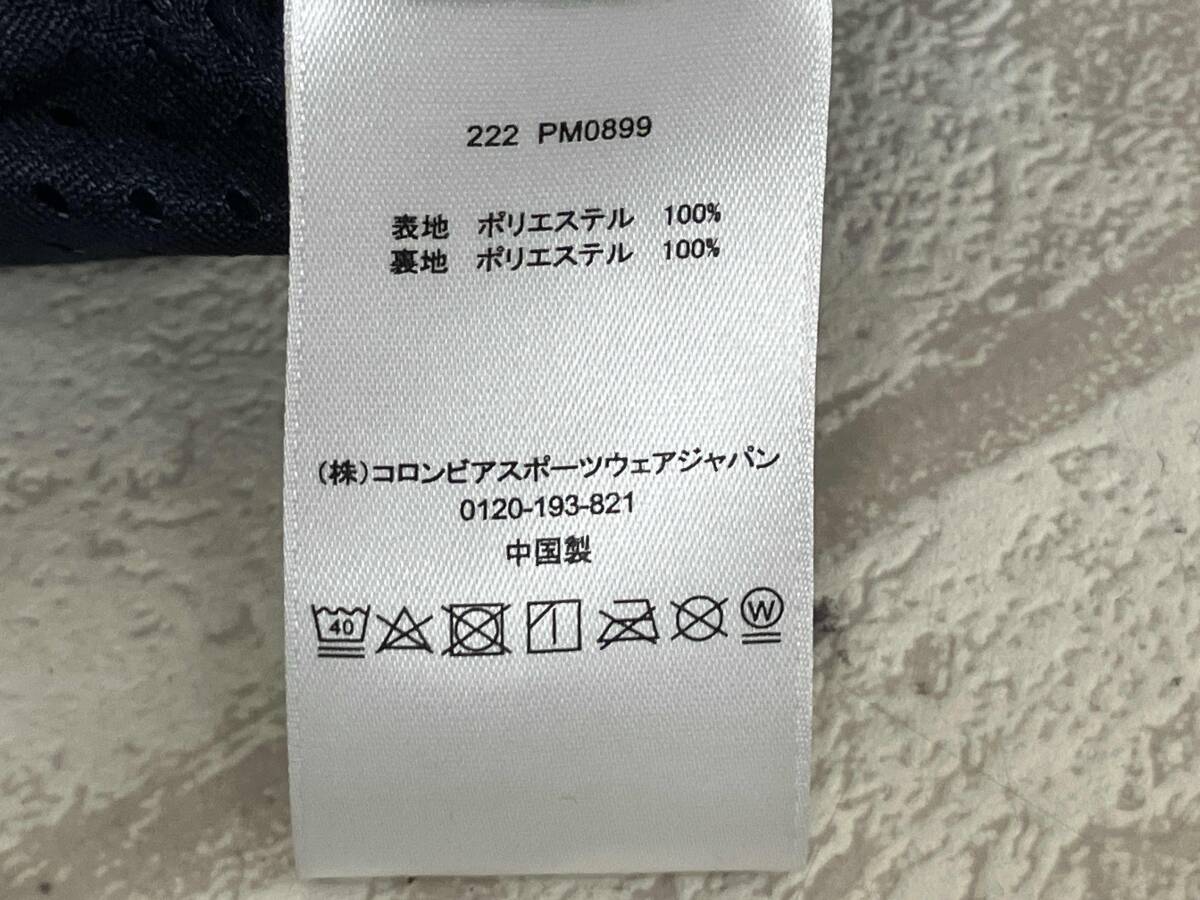 222 PM0899
表地 ポリエステル 100%
裏地 ポリエステル 100%
(株)コロンビアスポーツウェアジャパン
0120-193-821
中国製
40 W